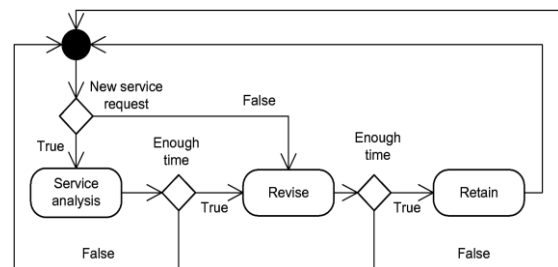 New service
request
False
True
Enough
time
Enough
time
Service
analysis
True
Revise
True
Retain
False
False